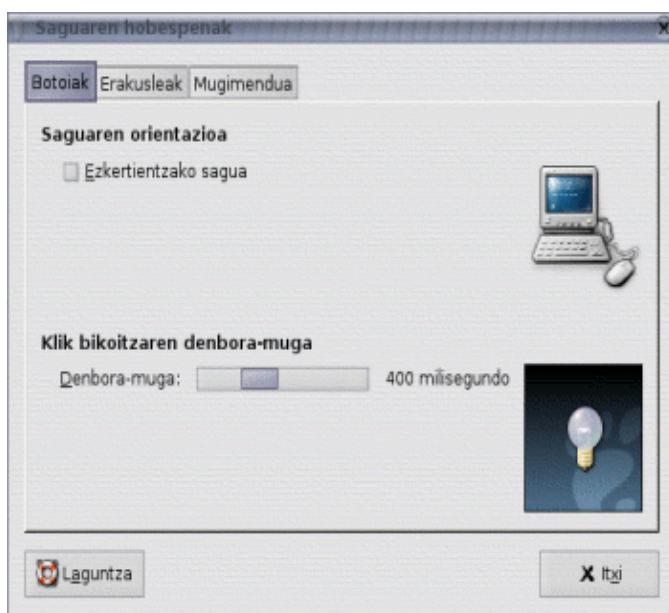 Saguaren hobespenak
Botoiak Erakusleak Mugimendua
Saguaren orientazioa
Ezkertientzako sagua
Klik bikoitzaren denbora-muga
Denbora-muga: 400 milisegundo
Laguntza X Itxi